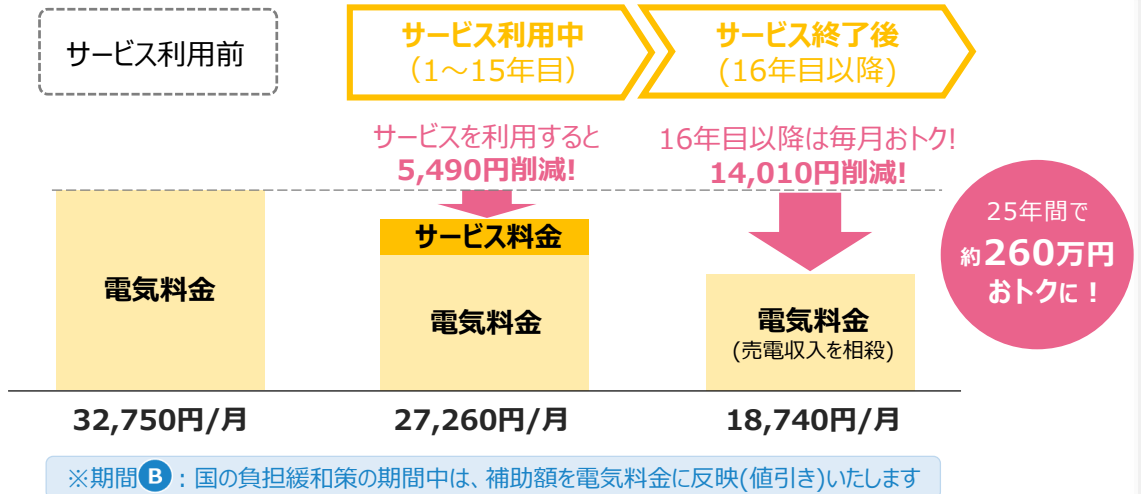 サービス利用前
サービス利用中
（1～15年目）
サービス終了後
(16年目以降)
サービスを利用すると
5,490円削減!
16年目以降は毎月おトク!
14,010円削減!
25年間で
約260万円
おトクに！
電気料金
サービス料金
電気料金
電気料金
(売電収入を相殺)
32,750円/月
27,260円/月
18,740円/月
※期間B：国の負担緩和策の期間中は、補助額を電気料金に反映(値引き)いたします